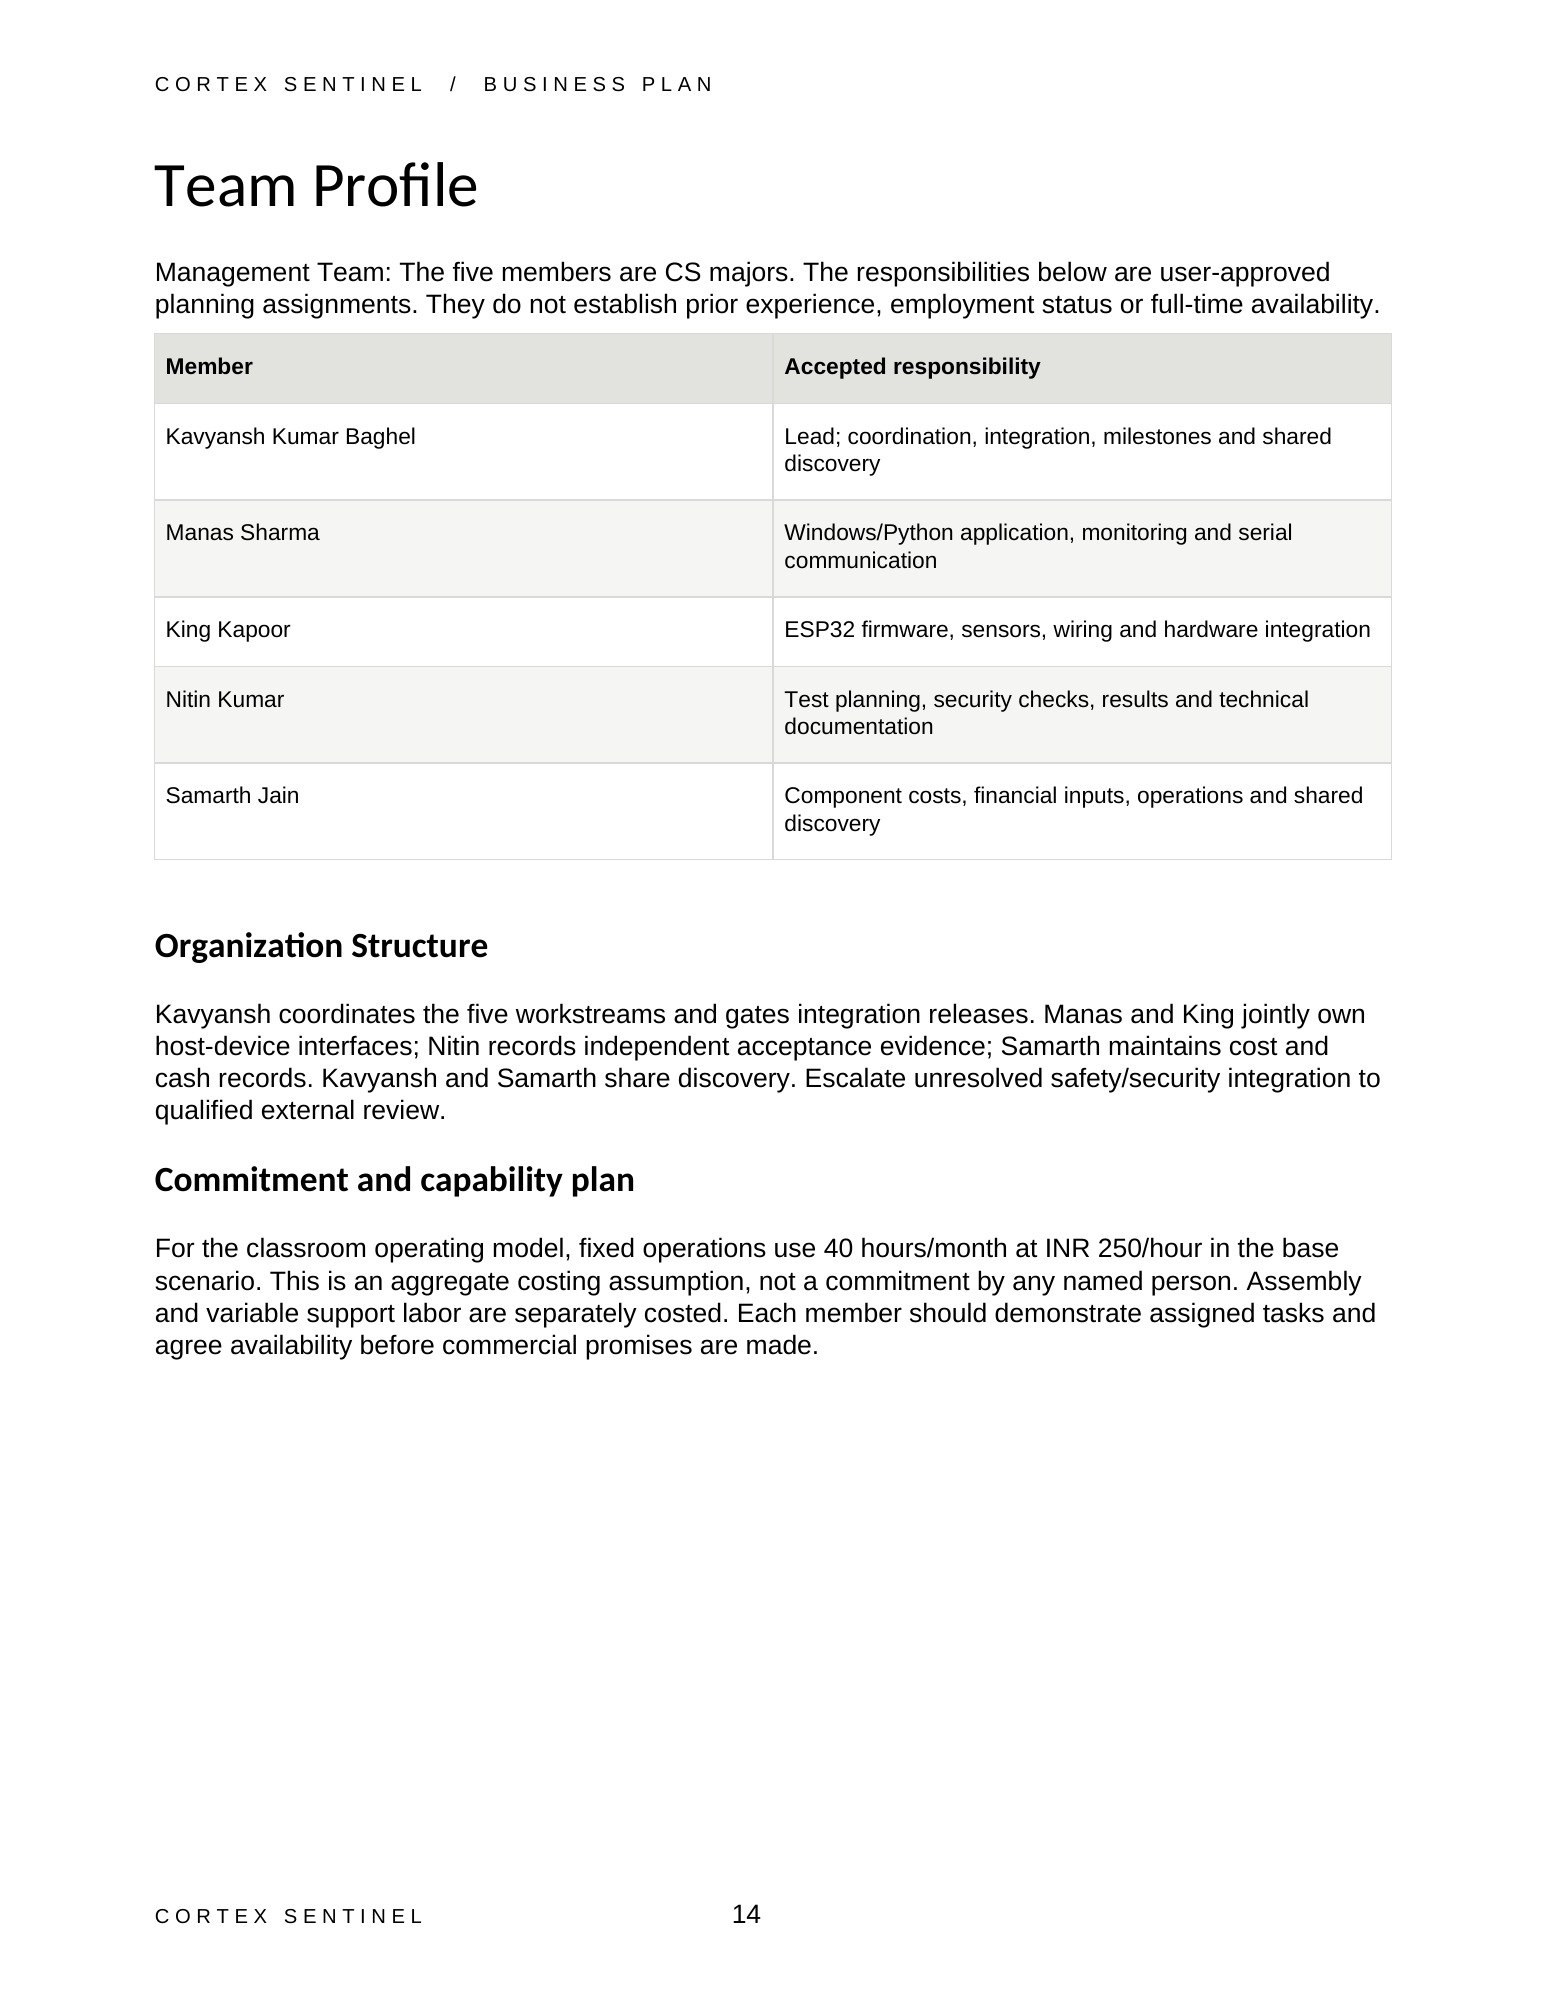 CORTEX SENTINEL / BUSINESS PLAN
Team Profile
Management Team: The five members are CS majors. The responsibilities below are user-approved
planning assignments. They do not establish prior experience, employment status or full-time availability.
Member
Accepted responsibility
Kavyansh Kumar Baghel
Lead; coordination, integration, milestones and shared
discovery
Manas Sharma
Windows/Python application, monitoring and serial
communication
King Kapoor
ESP32 firmware, sensors, wiring and hardware integration
Nitin Kumar
Test planning, security checks, results and technical
documentation
Samarth Jain
Component costs, financial inputs, operations and shared
discovery
Organization Structure
Kavyansh coordinates the five workstreams and gates integration releases. Manas and King jointly own
host-device interfaces; Nitin records independent acceptance evidence; Samarth maintains cost and
cash records. Kavyansh and Samarth share discovery. Escalate unresolved safety/security integration to
qualified external review.
Commitment and capability plan
For the classroom operating model, fixed operations use 40 hours/month at INR 250/hour in the base
scenario. This is an aggregate costing assumption, not a commitment by any named person. Assembly
and variable support labor are separately costed. Each member should demonstrate assigned tasks and
agree availability before commercial promises are made.
CORTEX SENTINEL
14